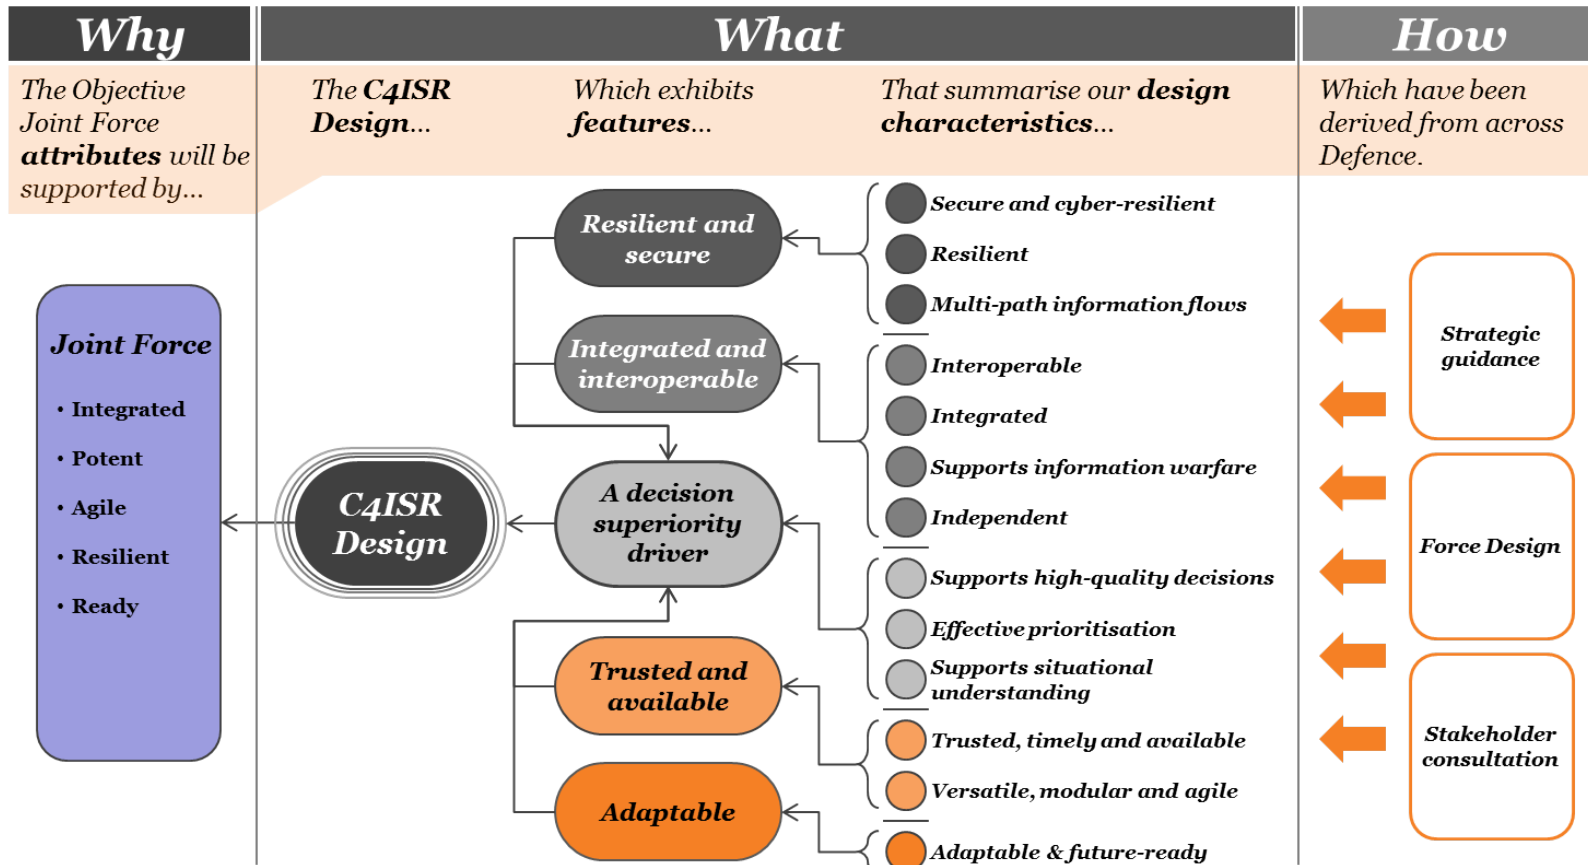 Why
What
How
The Objective
Joint Force
attributes will be
supported by...
The C4ISR
Design...
Which exhibits
features...
That summarise our design
characteristics...
Which have been
derived from across
Defence.
Joint Force
• Integrated
• Potent
• Agile
• Resilient
• Ready
C4ISR
Design
Resilient and
secure
Integrated and
interoperable
A decision
superiority
driver
Trusted and
available
Adaptable
Secure and cyber-resilient
Resilient
Multi-path information flows
Interoperable
Integrated
Supports information warfare
Independent
Supports high-quality decisions
Effective prioritisation
Supports situational
understanding
Trusted, timely and available
Versatile, modular and agile
Adaptable & future-ready
Strategic
guidance
Force Design
Stakeholder
consultation